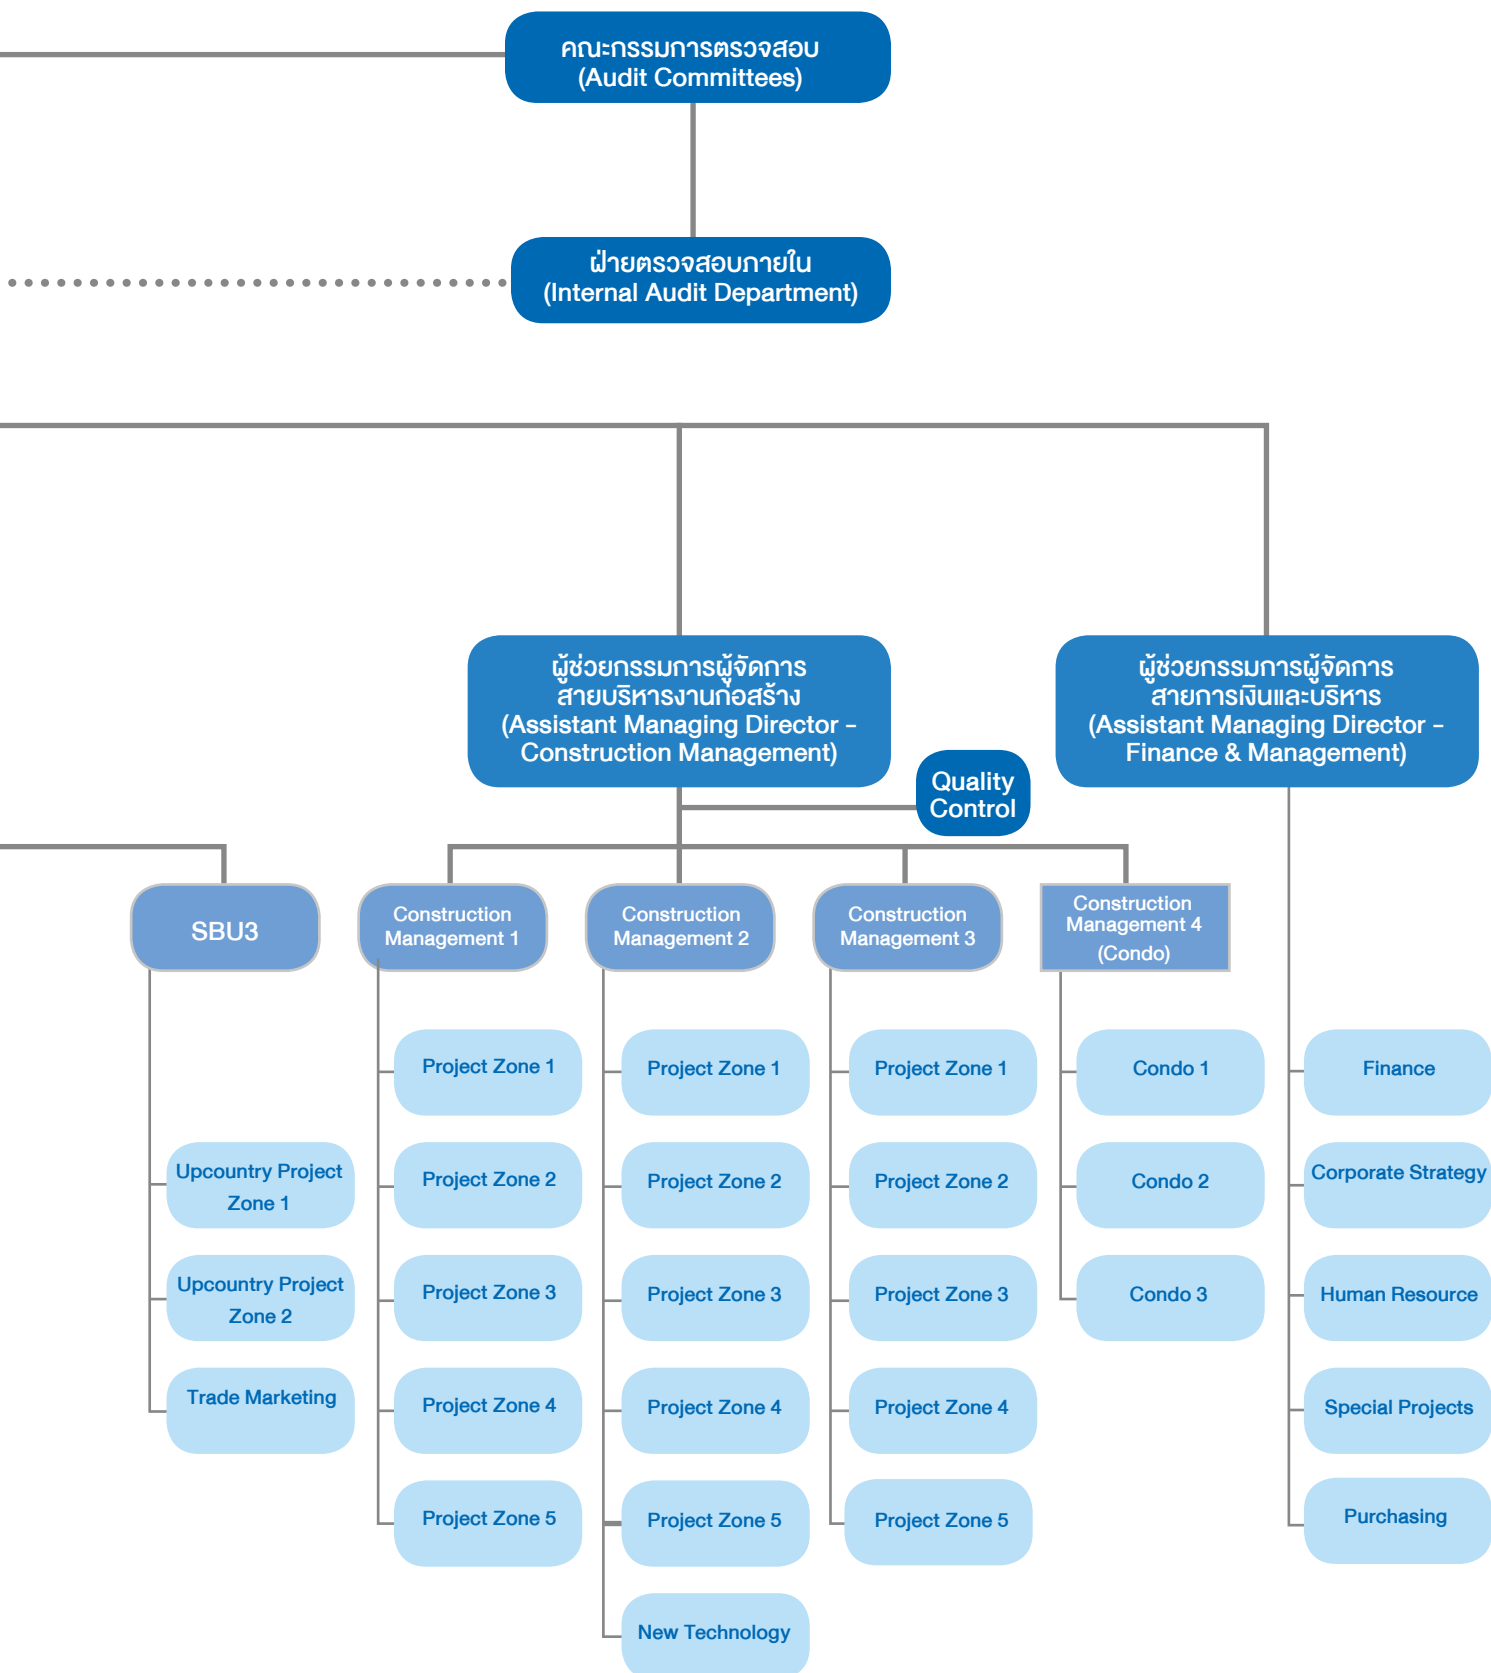 คณะกรรมการตรวจสอบ
(Audit Committees)
ฝ่ายตรวจสอบภายใน
(Internal Audit Department)
ผู้ช่วยกรรมการผู้จัดการ
สายบริหารงานก่อสร้าง
(Assistant Managing Director -
Construction Management)
ผู้ช่วยกรรมการผู้จัดการ
สายการเงินและบริหาร
(Assistant Managing Director -
Finance & Management)
Quality
Control
SBU3
Upcountry Project
Zone 1
Upcountry Project
Zone 2
Trade Marketing
Construction
Management 1
Project Zone 1
Project Zone 2
Project Zone 3
Project Zone 4
Project Zone 5
Construction
Management 2
Project Zone 1
Project Zone 2
Project Zone 3
Project Zone 4
Project Zone 5
New Technology
Construction
Management 3
Project Zone 1
Project Zone 2
Project Zone 3
Project Zone 4
Project Zone 5
Construction
Management 4
(Condo)
Condo 1
Condo 2
Condo 3
Finance
Corporate Strategy
Human Resource
Special Projects
Purchasing